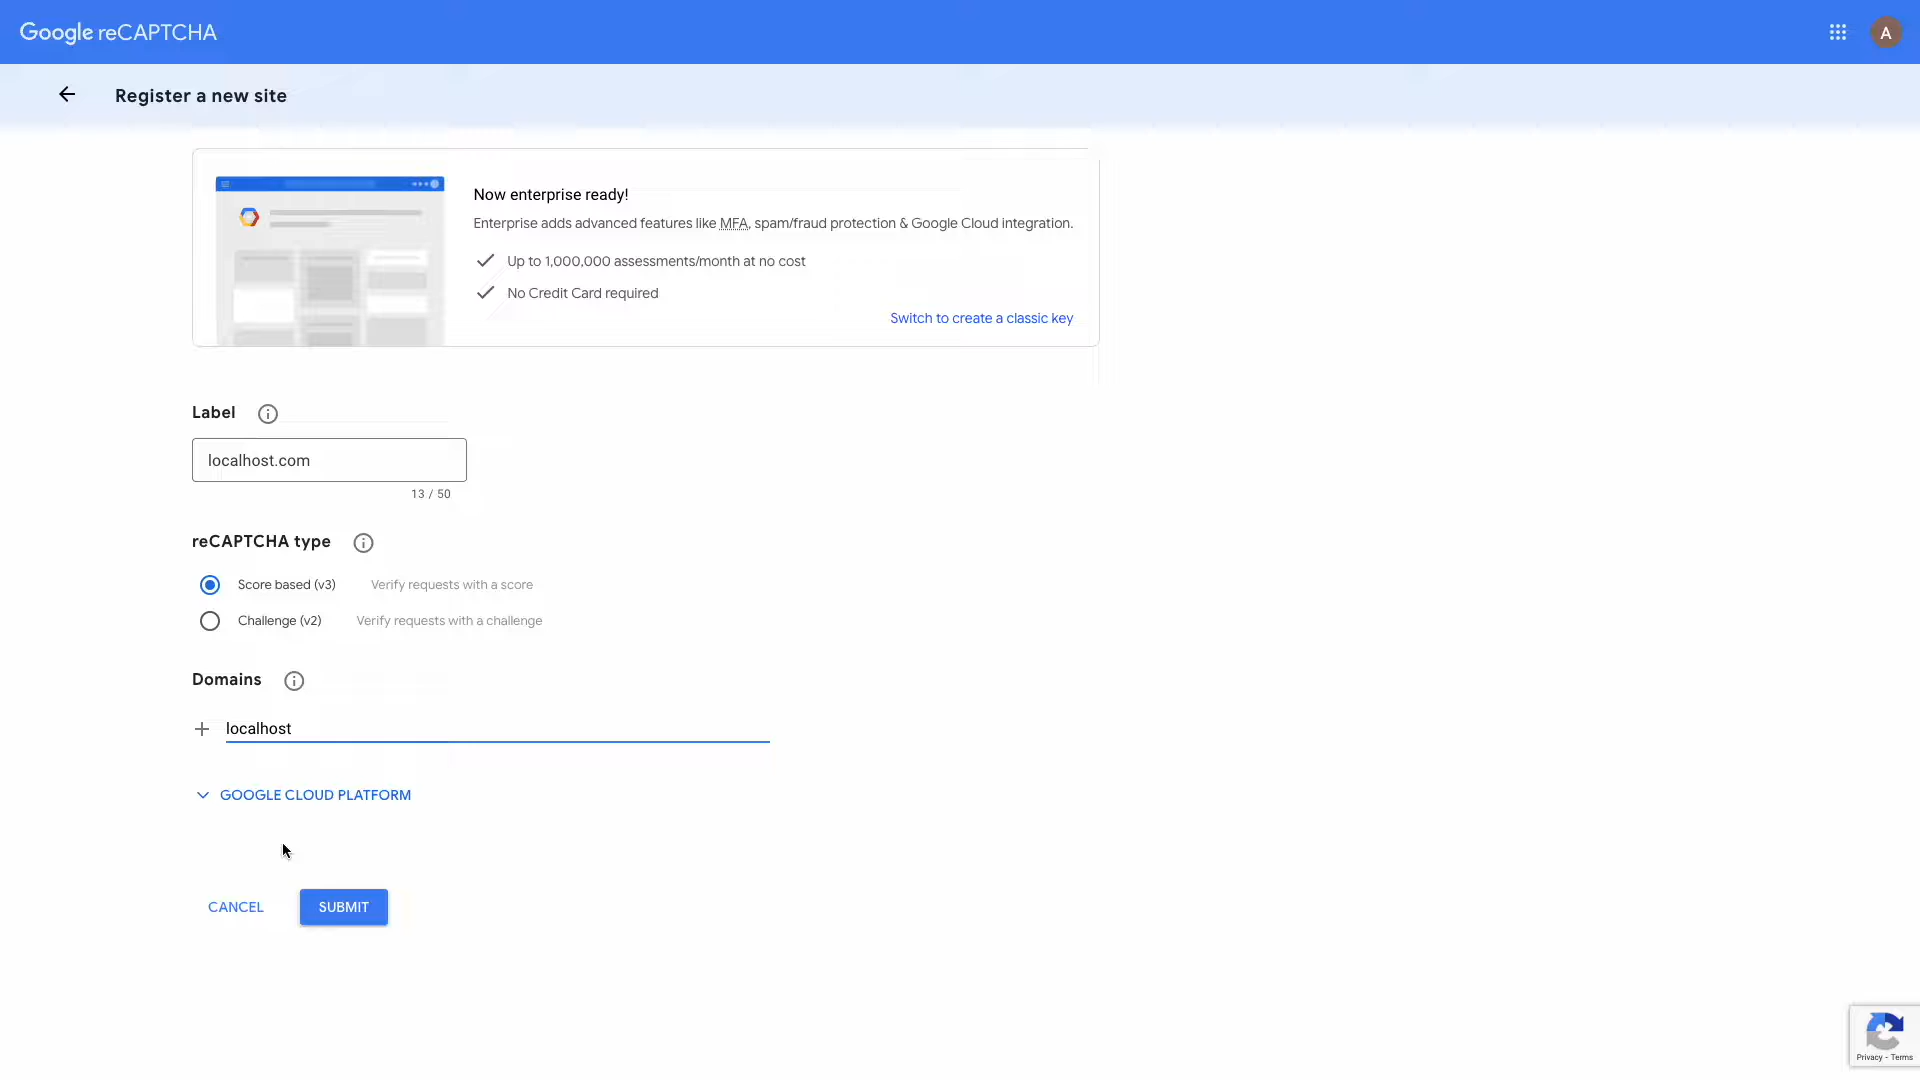 Google reCAPTCHA
A
Register a new site
Now enterprise ready!
Enterprise adds advanced features like MFA, spam/fraud protection & Google Cloud integration.
Up to 1,000,000 assessments/month at no cost
No Credit Card required
Switch to create a classic key
Label
localhost.com
13 / 50
reCAPTCHA type
Score based (v3) Verify requests with a score
Challenge (v2) Verify requests with a challenge
Domains
localhost
GOOGLE CLOUD PLATFORM
CANCEL SUBMIT
Privacy - Terms